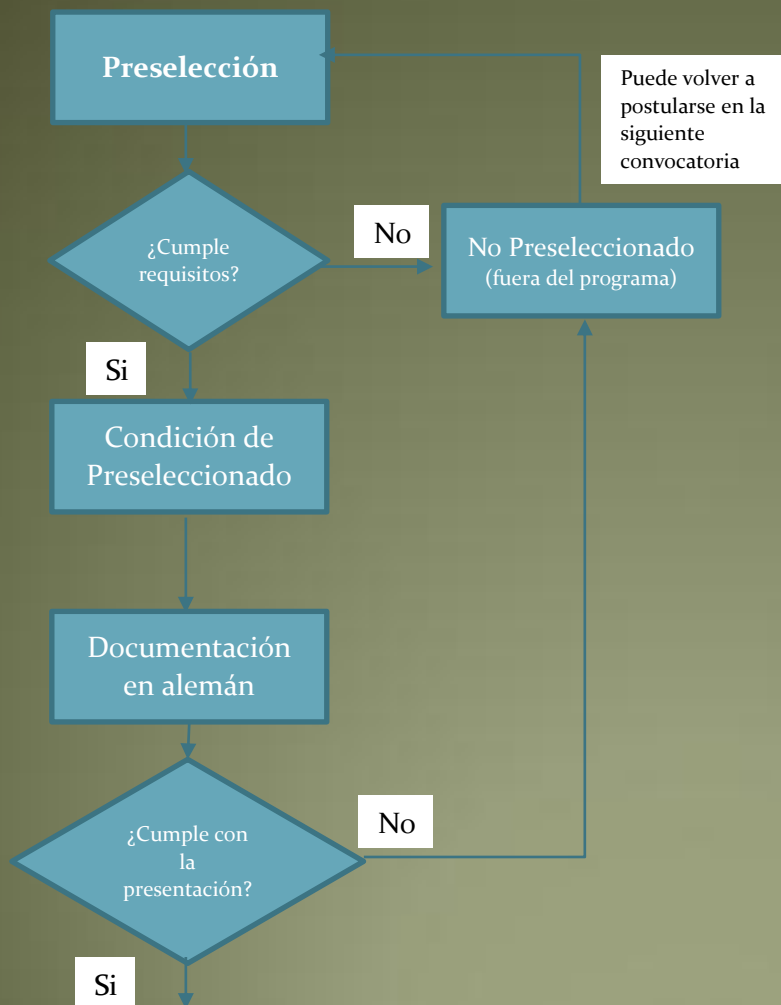 Preselección
Puede volver a
postularse en la
siguiente
convocatoria
¿Cumple
requisitos?
No
No Preseleccionado
(fuera del programa)
Si
Condición de
Preseleccionado
Documentación
en alemán
¿Cumple con
la
presentación?
No
Si